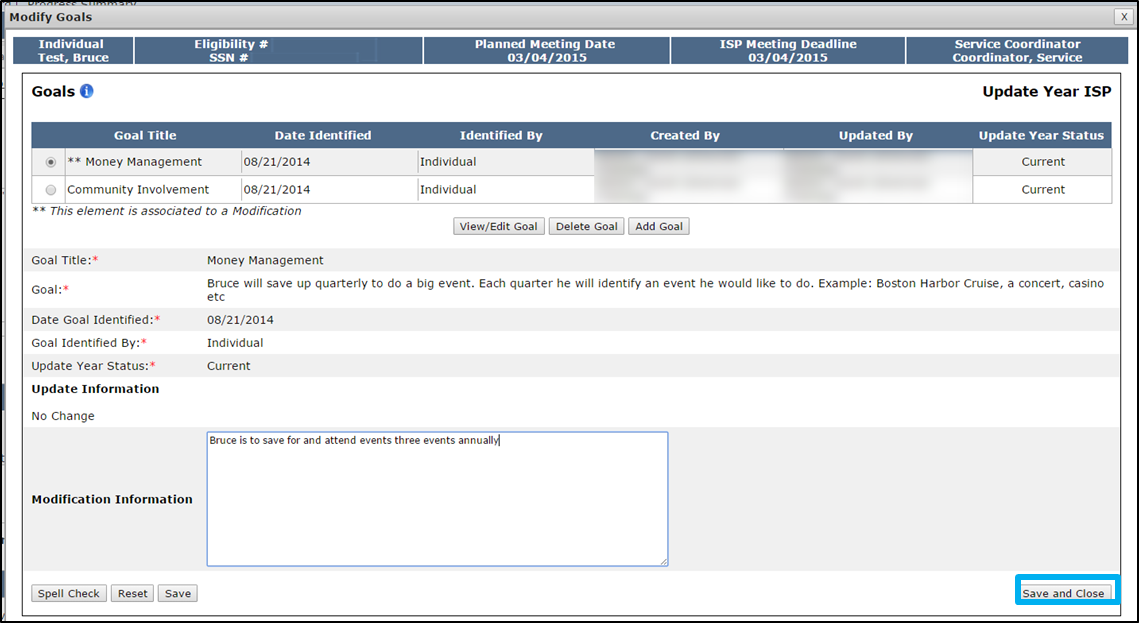 Progress Summary
Modify Goals X
Individual Eligibility # Planned Meeting Date ISP Meeting Deadline Service Coordinator
Test, Bruce SSN # 03/04/2015 03/04/2015 Coordinator, Service
Goals i Update Year ISP
Goal Title Date Identified Identified By Created By Updated By Update Year Status
** Money Management 08/21/2014 Individual Current
Community Involvement 08/21/2014 Individual Current
** This element is associated to a Modification
View/Edit Goal Delete Goal Add Goal
Goal Title:* Money Management
Goal:* Bruce will save up quarterly to do a big event. Each quarter he will identify an event he would like to do. Example: Boston Harbor Cruise, a concert, casino
etc
Date Goal Identified:* 08/21/2014
Goal Identified By:* Individual
Update Year Status:* Current
Update Information
No Change
Bruce is to save for and attend events three events annually
Modification Information
Spell Check Reset Save Save and Close